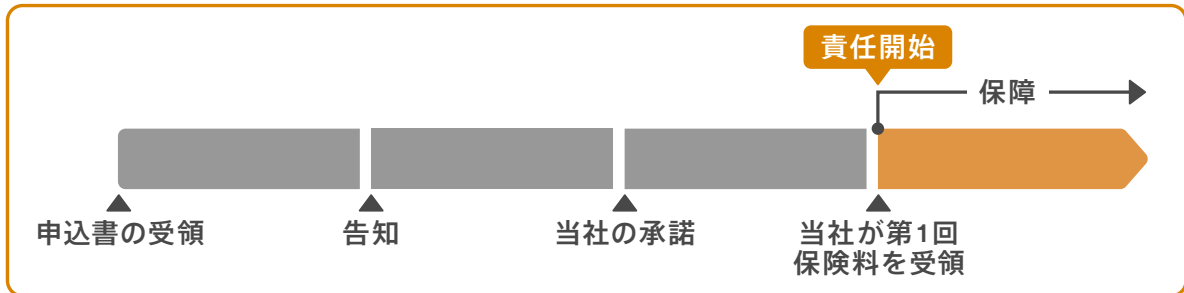 責任開始
保障
申込書の受領
告知
当社の承諾
当社が第1回
保険料を受領